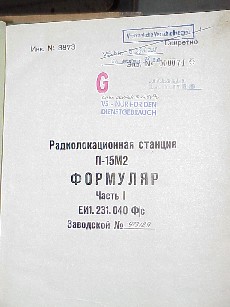 Инв. №
Секретно
G
VS-NUR FÜR DEN
DIENSTGEBRAUCH
Радиолокационная станция
П-15М2
ФОРМУЛЯР
Часть I
ЕИ1.231.040 Фс
Заводской №